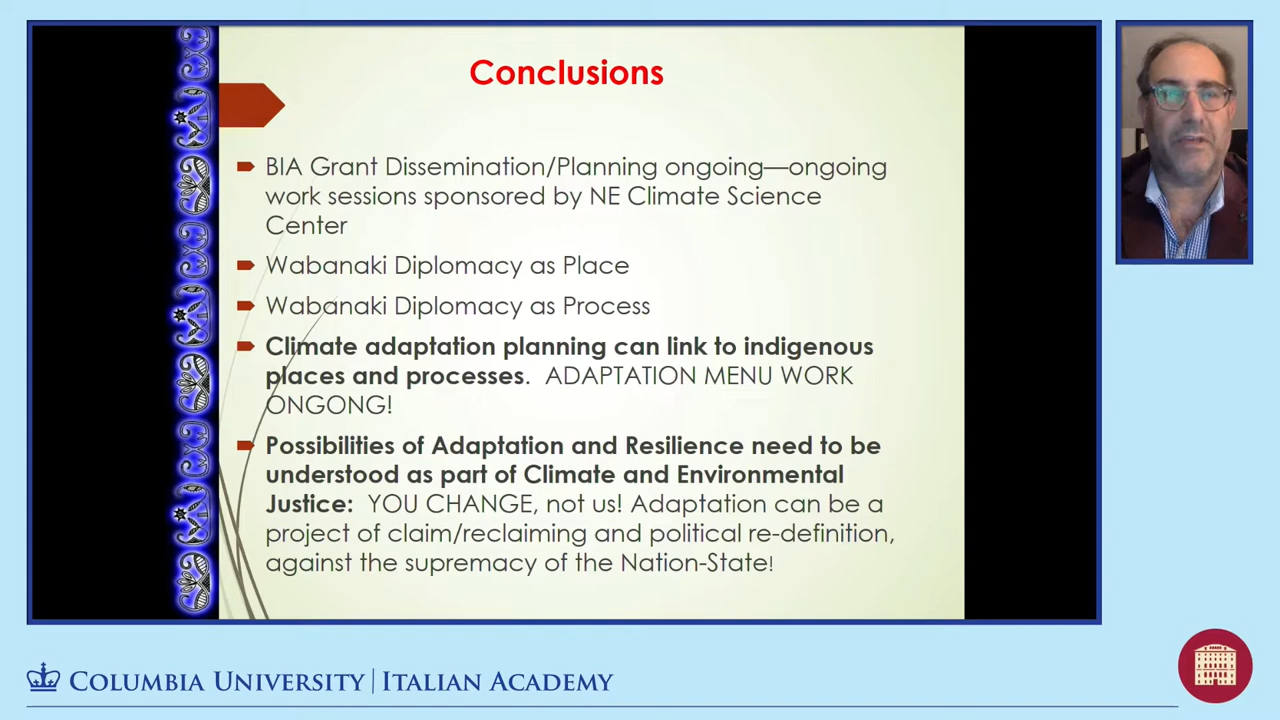 Conclusions
BIA Grant Dissemination/Planning ongoing—ongoing
work sessions sponsored by NE Climate Science
Center
Wabanaki Diplomacy as Place
Wabanaki Diplomacy as Process
Climate adaptation planning can link to indigenous
places and processes.  ADAPTATION MENU WORK
ONGONG!
Possibilities of Adaptation and Resilience need to be
understood as part of Climate and Environmental
Justice:  YOU CHANGE, not us! Adaptation can be a
project of claim/reclaiming and political re-definition,
against the supremacy of the Nation-State!
COLUMBIA UNIVERSITY | ITALIAN ACADEMY